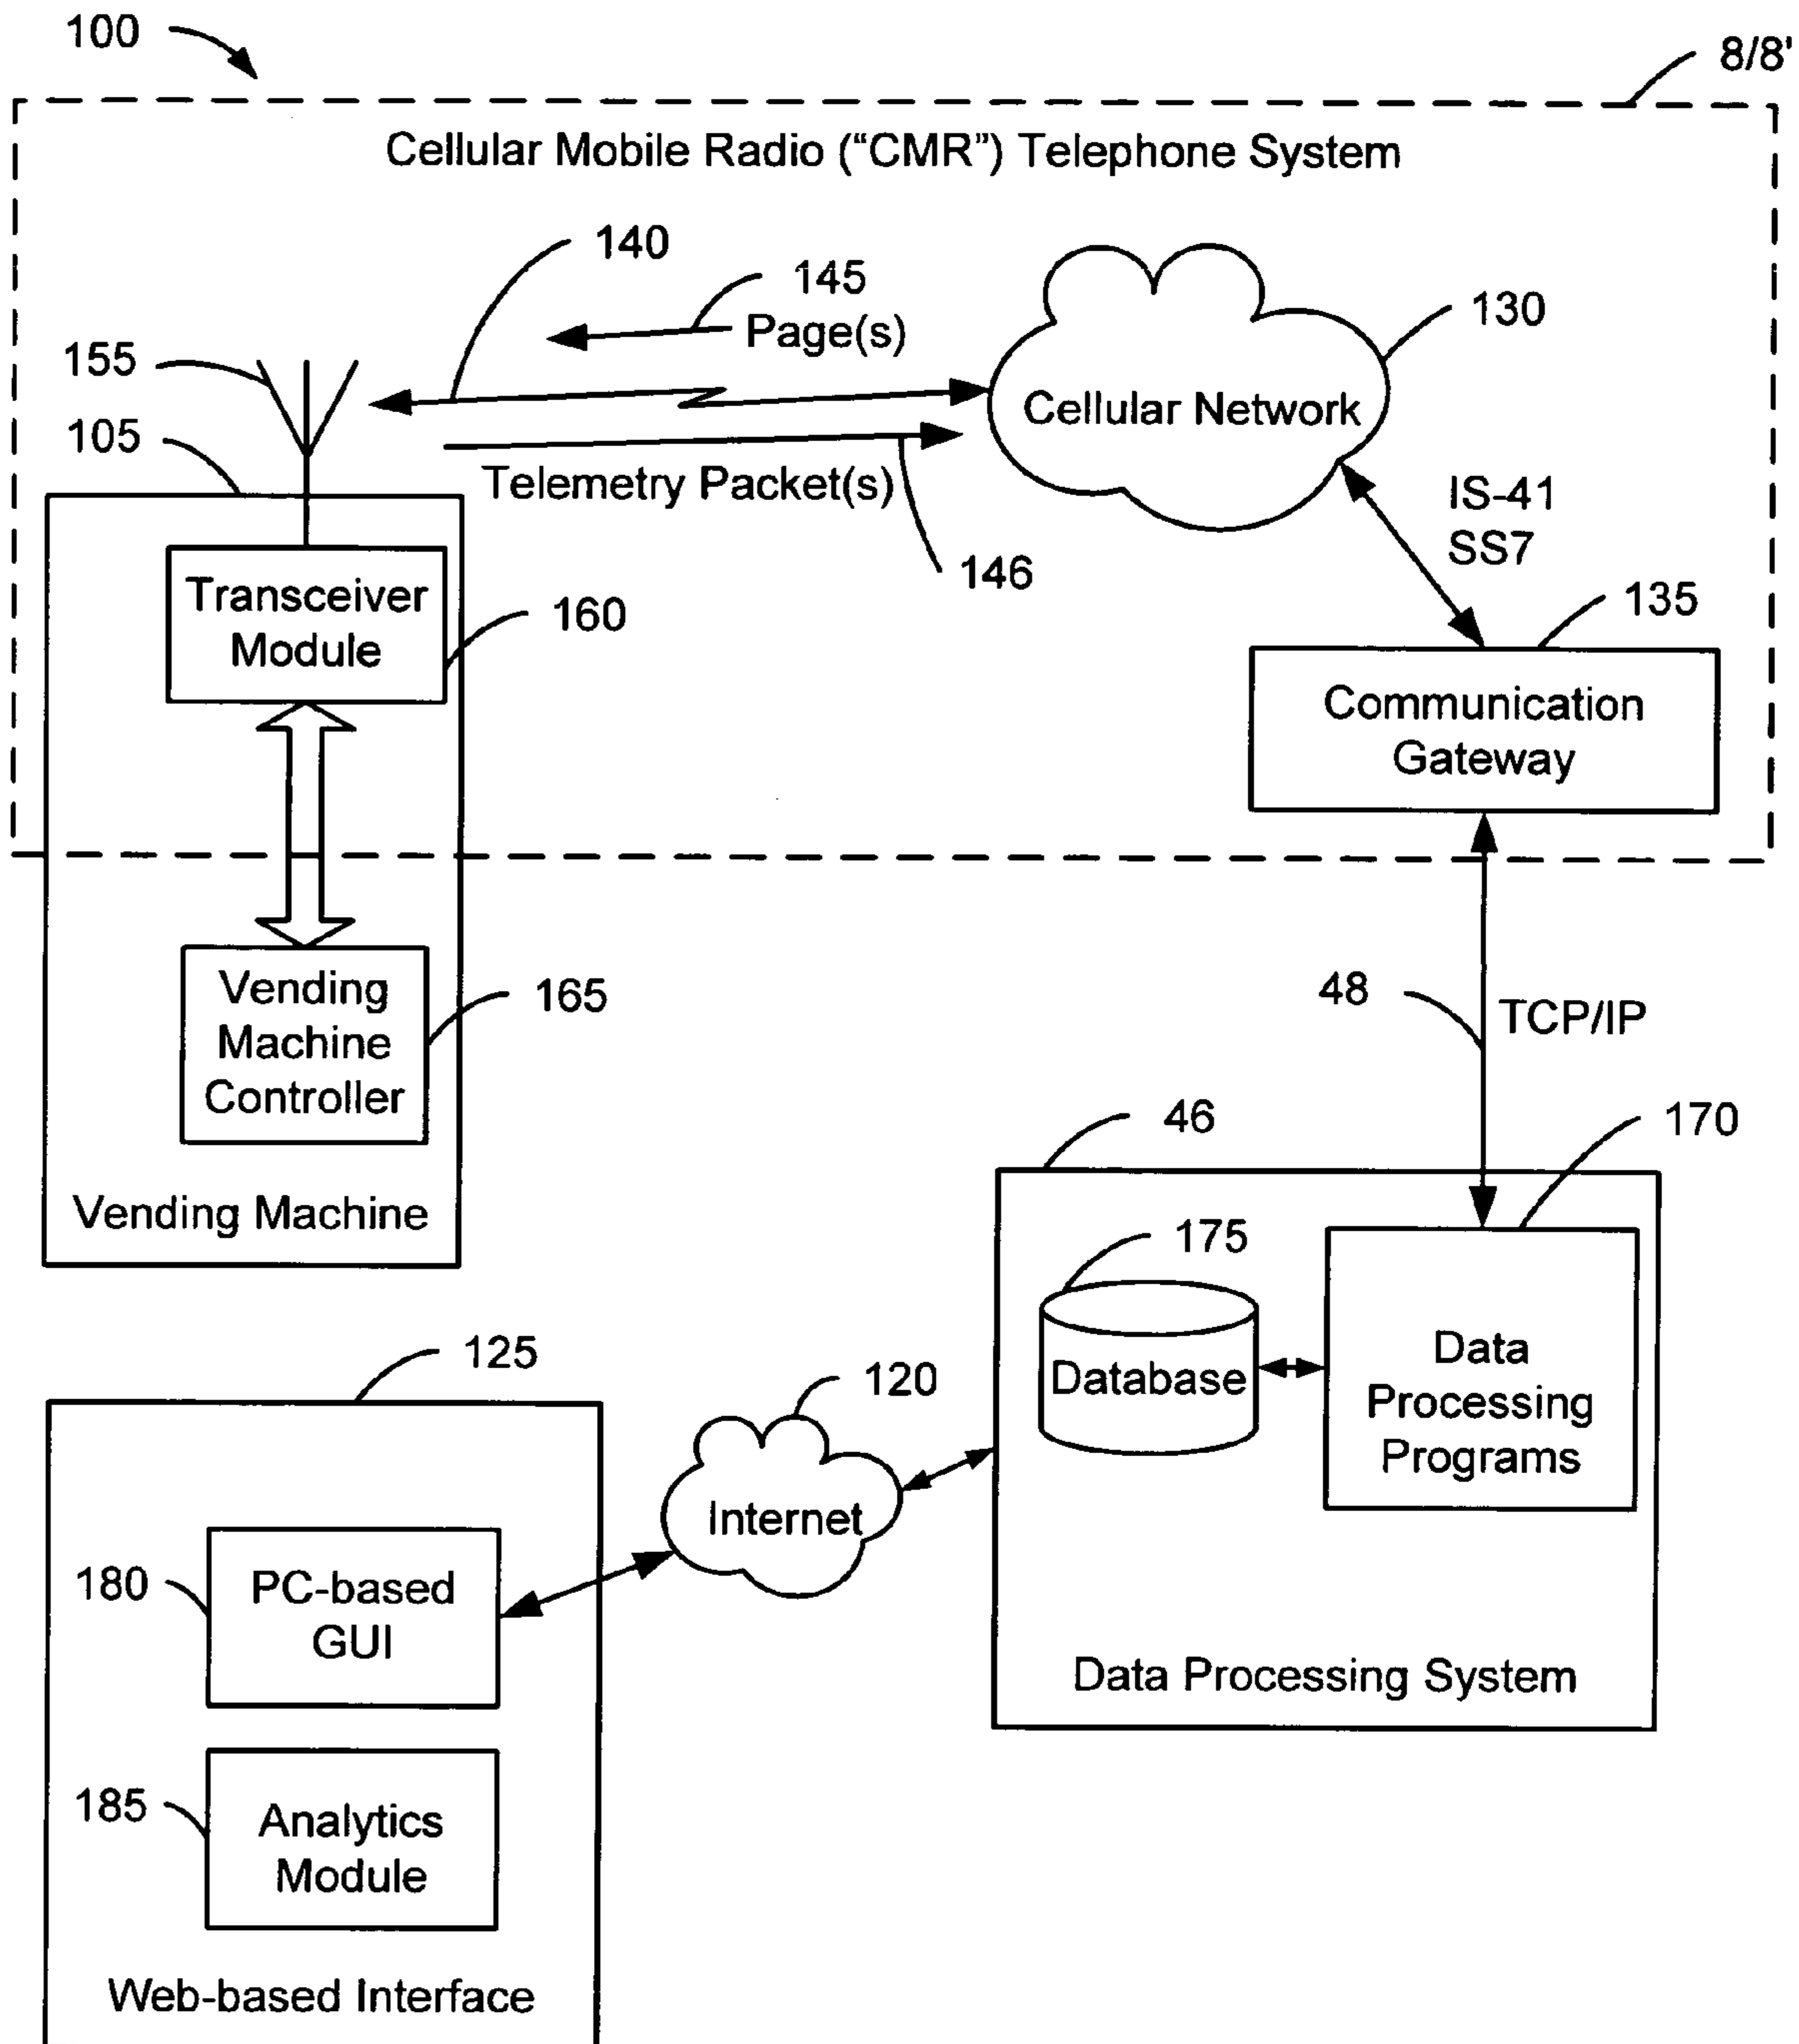 100
8/8'
Cellular Mobile Radio ("CMR") Telephone System
140
145
Page(s)
130
155
105
Cellular Network
Telemetry Packet(s)
146
IS-41
SS7
Transceiver
Module
160
135
Communication
Gateway
Vending
Machine
Controller
165
48
TCP/IP
46
170
Vending Machine
175
Database
Data
Processing
Programs
125
120
Internet
180
PC-based
GUI
Data Processing System
185
Analytics
Module
Web-based Interface